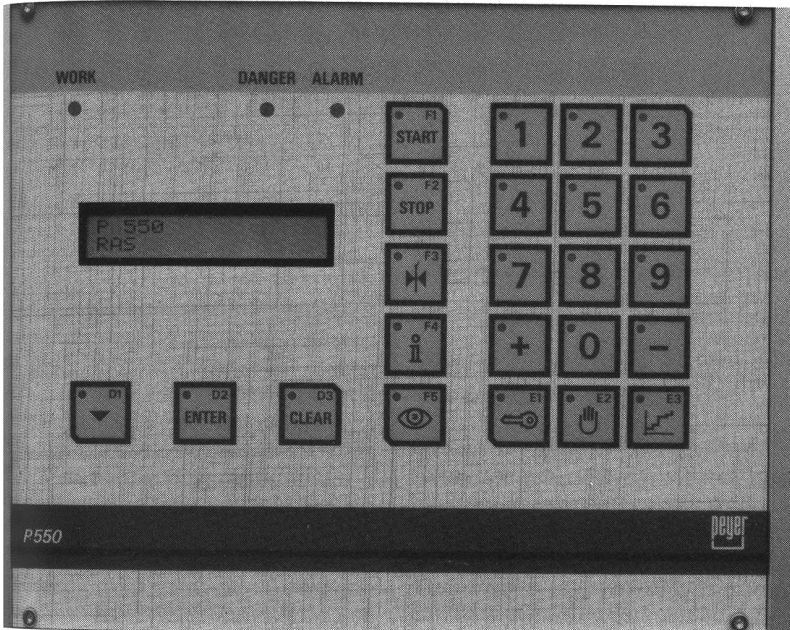 WORK
DANGER ALARM
P 550
RAS
D1
D2
ENTER
D3
CLEAR
F1
START
F2
STOP
F3
F4
i
F5
1 2 3
4 5 6
7 8 9
+ 0 -
E1 E2 E3
P550
peyer